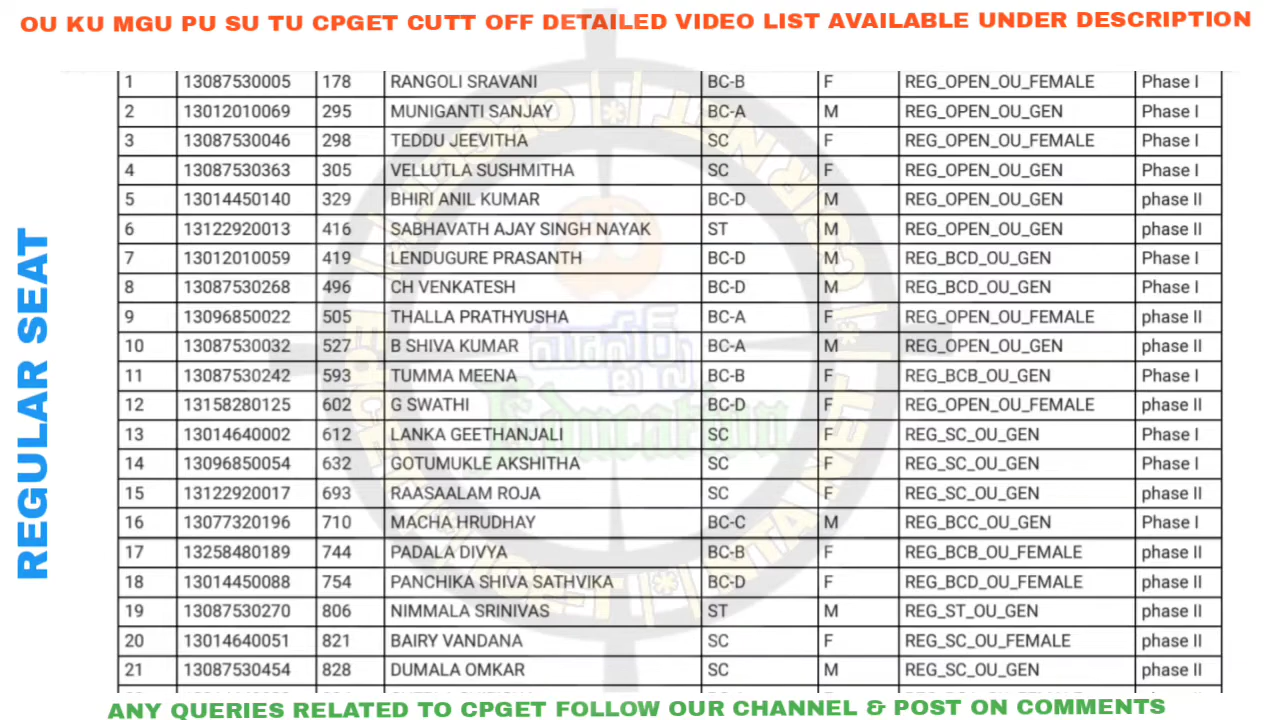 OU KU MGU PU SU TU CPGET CUTT OFF DETAILED VIDEO LIST AVAILABLE UNDER DESCRIPTION
REGULAR SEAT
1 13087530005 178 RANGOLI SRAVANI BC-B F REG_OPEN_OU_FEMALE Phase I
2 13012010069 295 MUNIGANTI SANJAY BC-A M REG_OPEN_OU_GEN Phase I
3 13087530046 298 TEDDU JEEVITHA SC F REG_OPEN_OU_FEMALE Phase I
4 13087530363 305 VELLUTLA SUSHMITHA SC F REG_OPEN_OU_GEN Phase I
5 13014450140 329 BHIRI ANIL KUMAR BC-D M REG_OPEN_OU_GEN phase II
6 13122920013 416 SABHAVATH AJAY SINGH NAYAK ST M REG_OPEN_OU_GEN phase II
7 13012010059 419 LENDUGURE PRASANTH BC-D M REG_BCD_OU_GEN Phase I
8 13087530268 496 CH VENKATESH BC-D M REG_BCD_OU_GEN Phase I
9 13096850022 505 THALLA PRATHYUSHA BC-A F REG_OPEN_OU_FEMALE phase II
10 13087530032 527 B SHIVA KUMAR BC-A M REG_OPEN_OU_GEN phase II
11 13087530242 593 TUMMA MEENA BC-B F REG_BCB_OU_GEN Phase I
12 13158280125 602 G SWATHI BC-D F REG_OPEN_OU_FEMALE phase II
13 13014640002 612 LANKA GEETHANJALI SC F REG_SC_OU_GEN Phase I
14 13096850054 632 GOTUMUKLE AKSHITHA SC F REG_SC_OU_GEN Phase I
15 13122920017 693 RAASAALAM ROJA SC F REG_SC_OU_GEN phase II
16 13077320196 710 MACHA HRUDHAY BC-C M REG_BCC_OU_GEN Phase I
17 13258480189 744 PADALA DIVYA BC-B F REG_BCB_OU_FEMALE phase II
18 13014450088 754 PANCHIKA SHIVA SATHVIKA BC-D F REG_BCD_OU_FEMALE phase II
19 13087530270 806 NIMMALA SRINIVAS ST M REG_ST_OU_GEN phase II
20 13014640051 821 BAIRY VANDANA SC F REG_SC_OU_FEMALE phase II
21 13087530454 828 DUMALA OMKAR SC M REG_SC_OU_GEN phase II
Education
ANY QUERIES RELATED TO CPGET FOLLOW OUR CHANNEL & POST ON COMMENTS